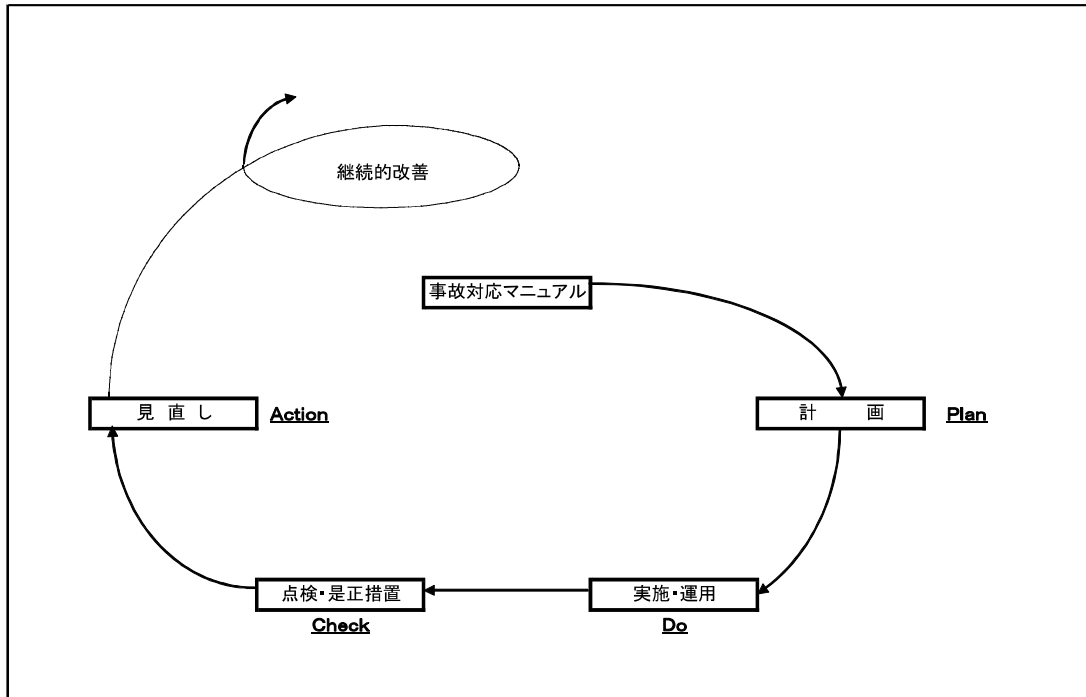 継続的改善
事故対応マニュアル
見 直 し
Action
計 画
Plan
点検・是正措置
Check
実施・運用
Do